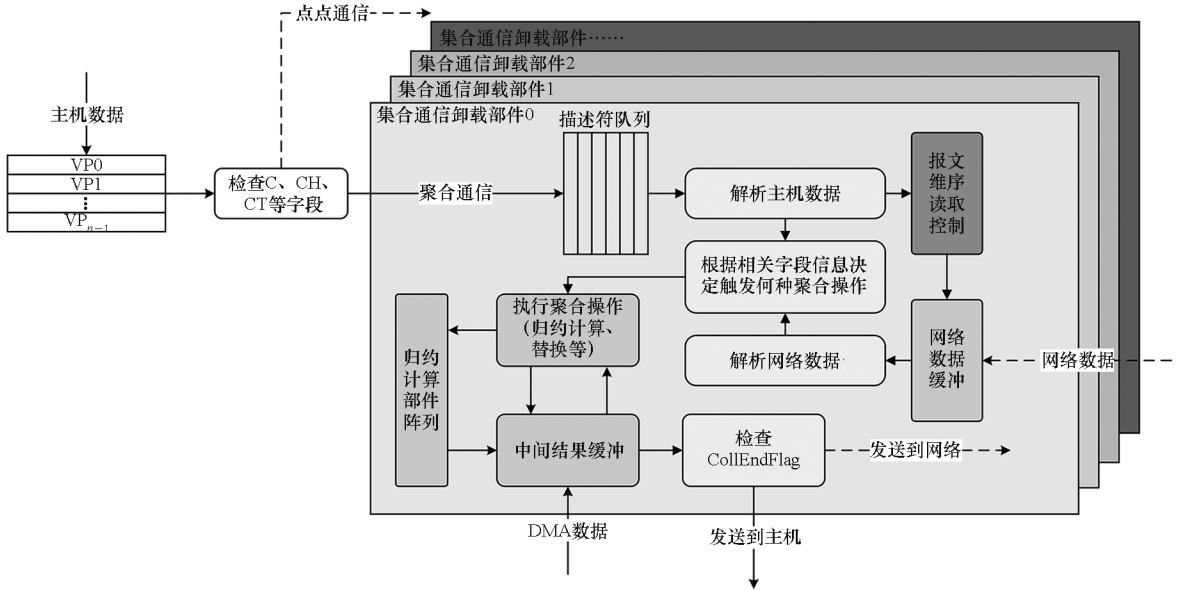 点点通信
集合通信卸载部件……
集合通信卸载部件2
集合通信卸载部件1
集合通信卸载部件0
主机数据
VP0
VP1
⋮
VPn−1
检查C、CH、
CT等字段
聚合通信
描述符队列
解析主机数据
报文
维序
读取
控制
根据相关字段信息决
定触发何种聚合操作
执行聚合操作
(归约计算、
替换等)
归约
计算
部件
阵列
解析网络数据
网络
数据
缓冲
网络数据
中间结果缓冲
检查
CollEndFlag
发送到网络
DMA数据
发送到主机